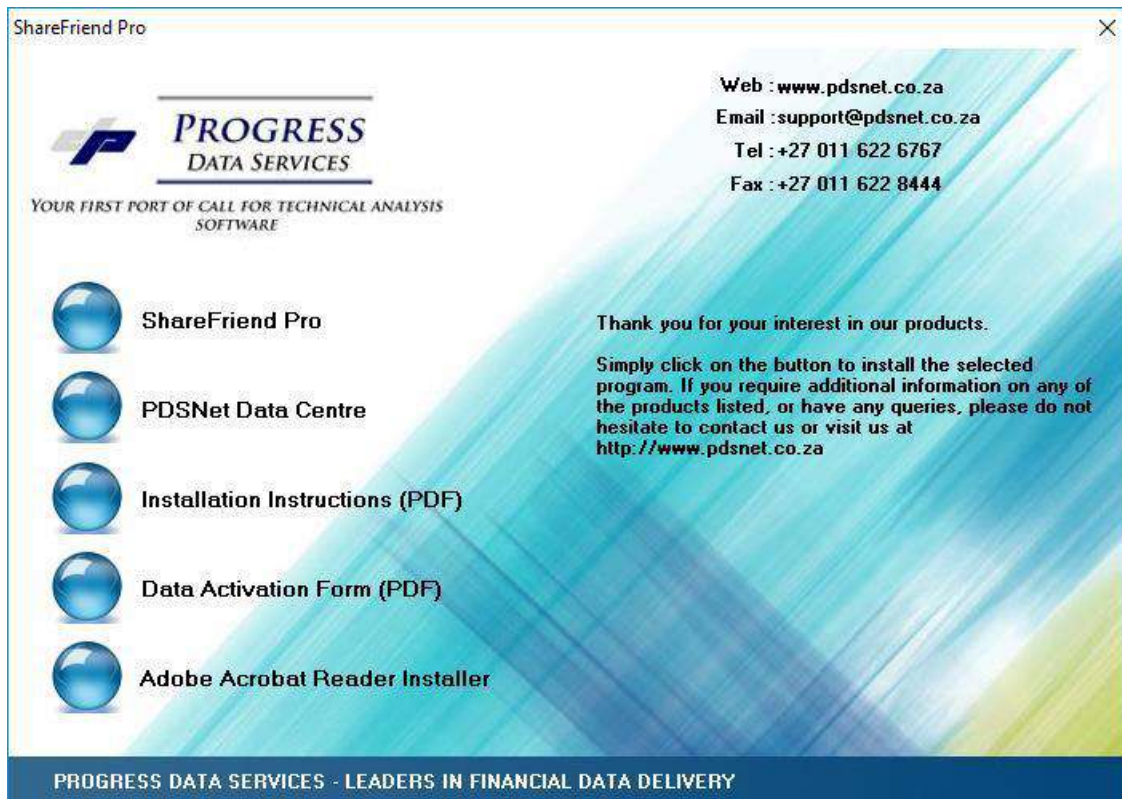 ShareFriend Pro
PROGRESS
DATA SERVICES
YOUR FIRST PORT OF CALL FOR TECHNICAL ANALYSIS
SOFTWARE
Web : www.pdsnet.co.za
Email : support@pdsnet.co.za
Tel : +27 011 622 6767
Fax : +27 011 622 8444
ShareFriend Pro
PDSNet Data Centre
Installation Instructions (PDF)
Data Activation Form (PDF)
Adobe Acrobat Reader Installer
Thank you for your interest in our products.
Simply click on the button to install the selected
program. If you require additional information on any of
the products listed, or have any queries, please do not
hesitate to contact us or visit us at
http://www.pdsnet.co.za
PROGRESS DATA SERVICES - LEADERS IN FINANCIAL DATA DELIVERY